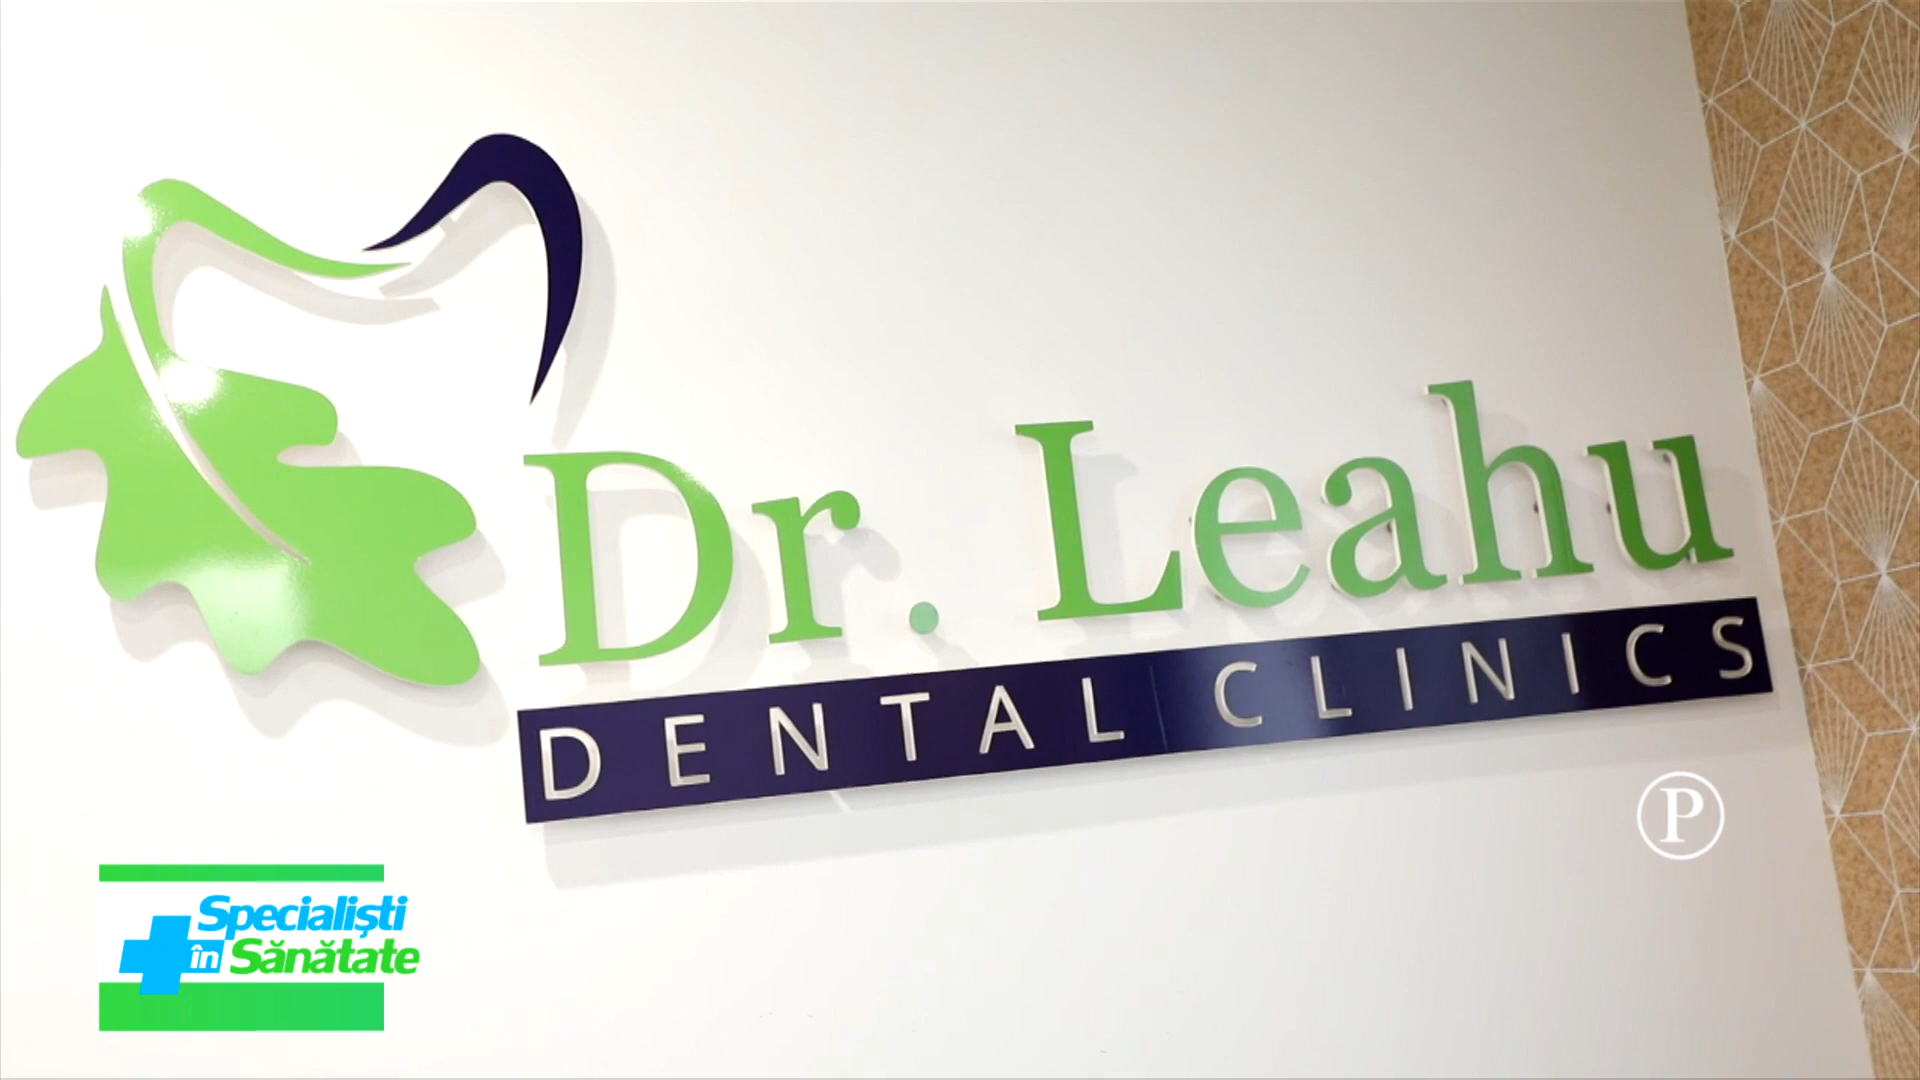 Dr. Leahu
DENTAL CLINICS
P
Specialiști
în Sănătate